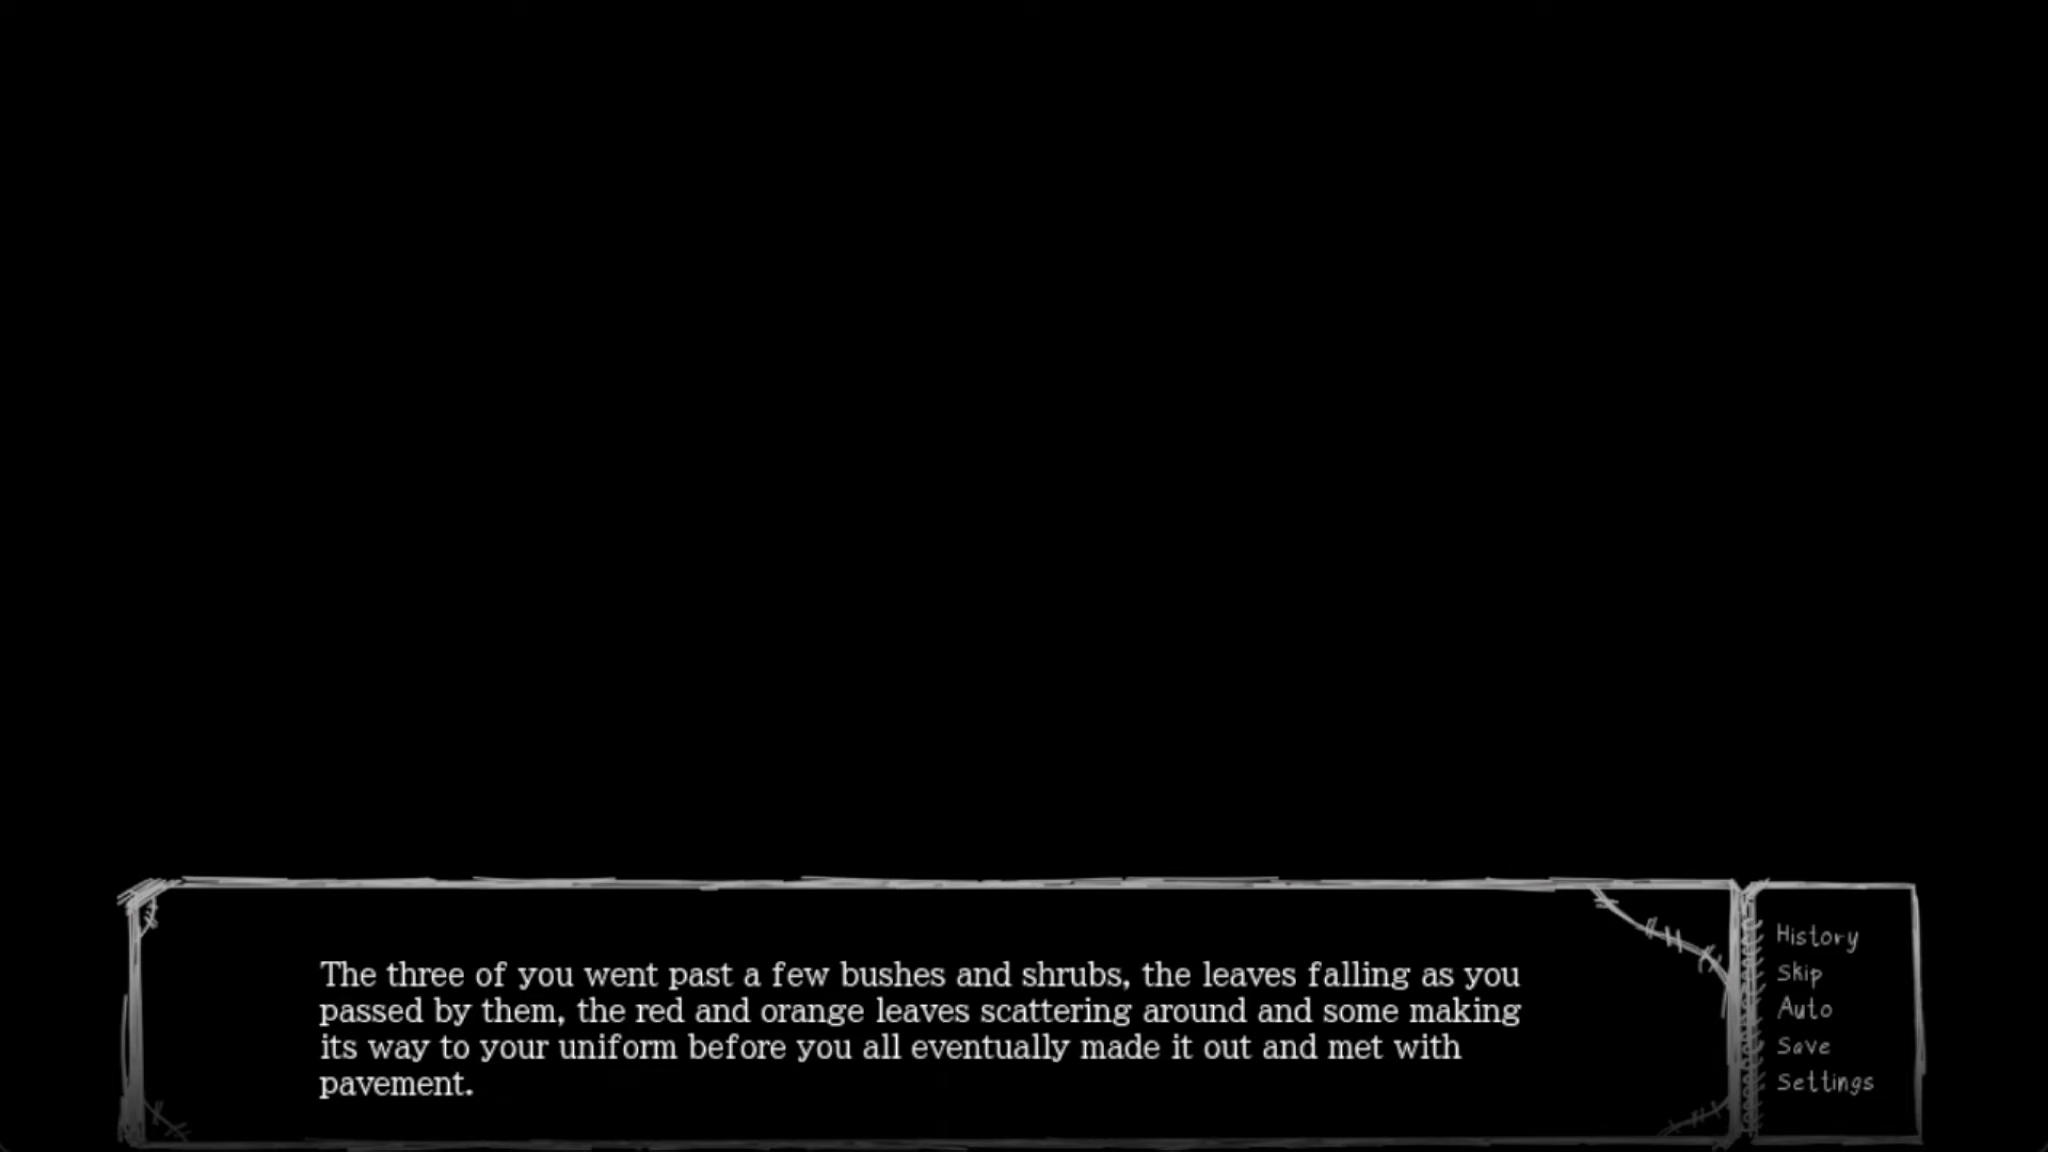 The three of you went past a few bushes and shrubs, the leaves falling as you
passed by them, the red and orange leaves scattering around and some making
its way to your uniform before you all eventually made it out and met with
pavement.
History
Skip
Auto
Save
Settings